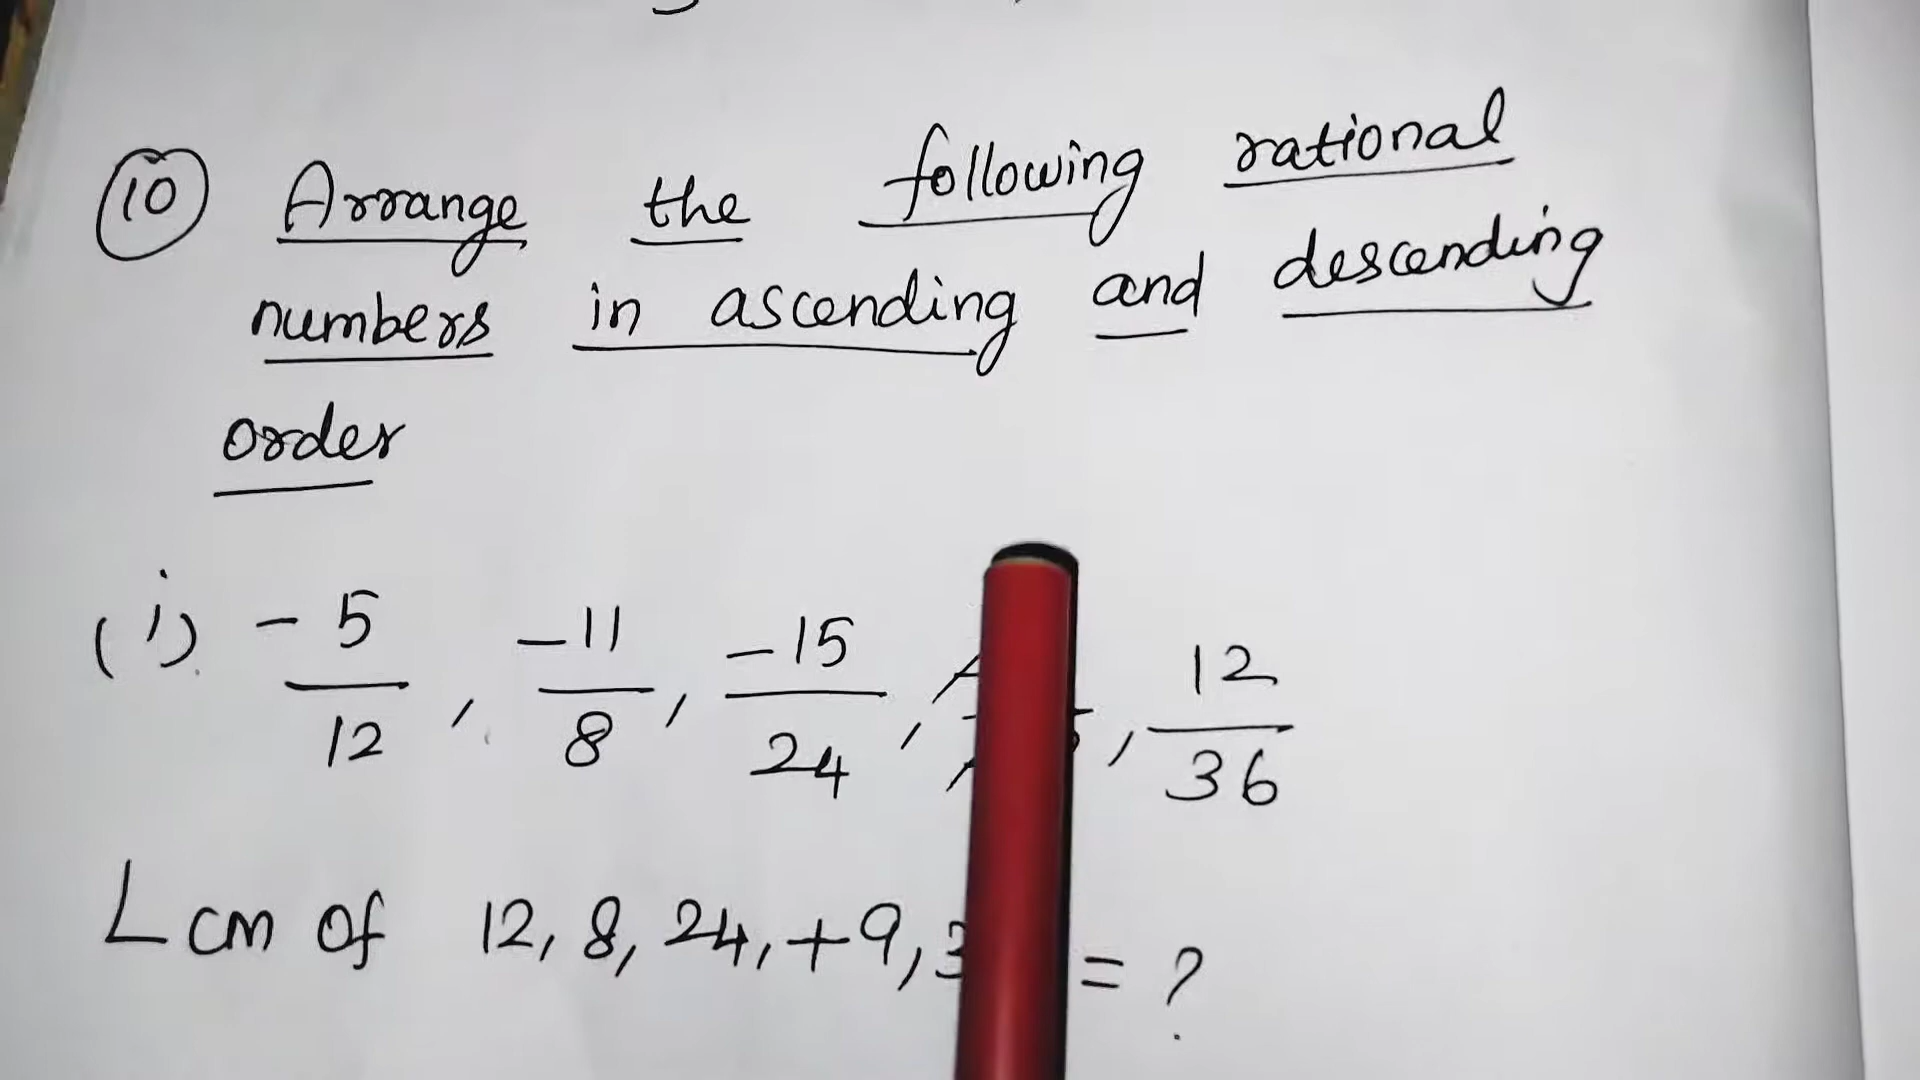 10 Arrange the following rational
numbers in ascending and descending
order
(i) -5/12, -11/8, -15/24, , 12/36
Lcm of 12, 8, 24, +9, 3 = ?